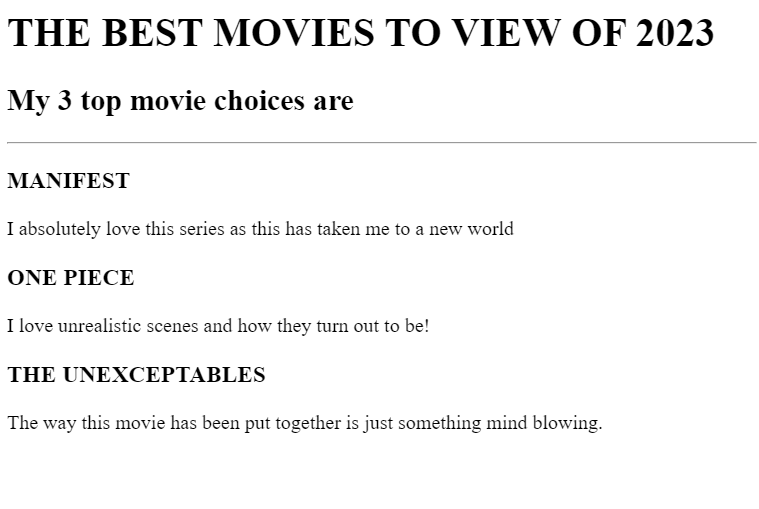 THE BEST MOVIES TO VIEW OF 2023
My 3 top movie choices are
MANIFEST
I absolutely love this series as this has taken me to a new world
ONE PIECE
I love unrealistic scenes and how they turn out to be!
THE UNEXCEPTABLES
The way this movie has been put together is just something mind blowing.